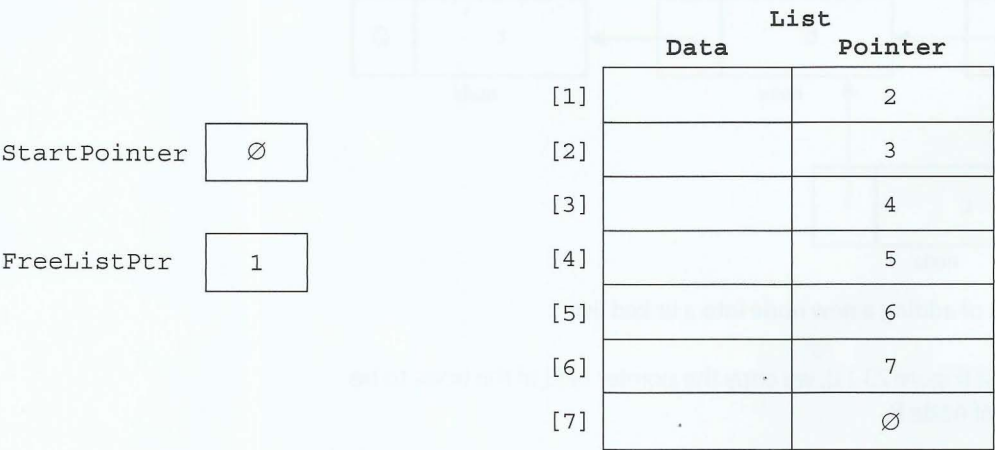 List
Data Pointer
[1] 2
StartPointer ∅ [2] 3
[3] 4
FreeListPtr 1 [4] 5
[5] 6
[6] 7
[7] ∅